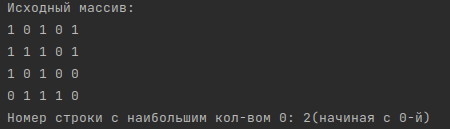 Исходный массив:
1 0 1 0 1
1 1 1 0 1
1 0 1 0 0
0 1 1 1 0
Номер строки с наибольшим кол-вом 0: 2(начиная с 0-й)